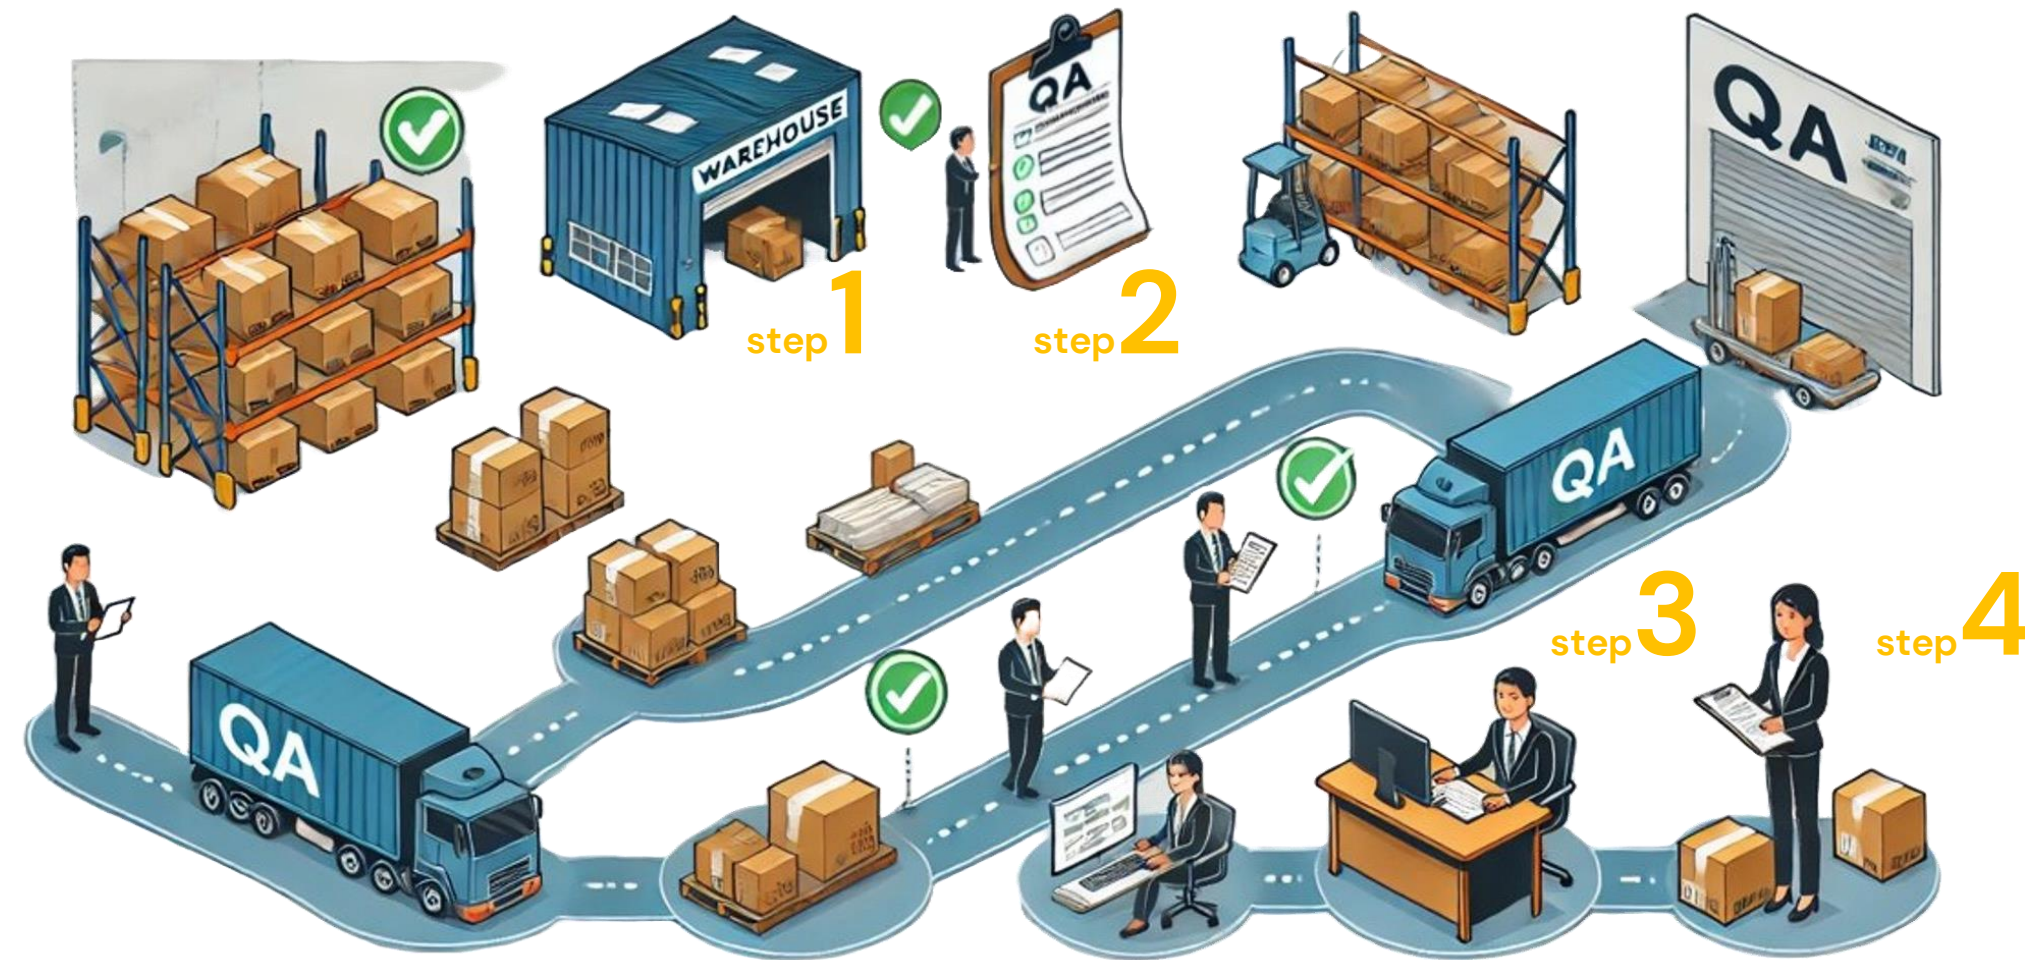 WAREHOUSE
QA
QA
step 1
step 2
QA
step 3
step 4
QA